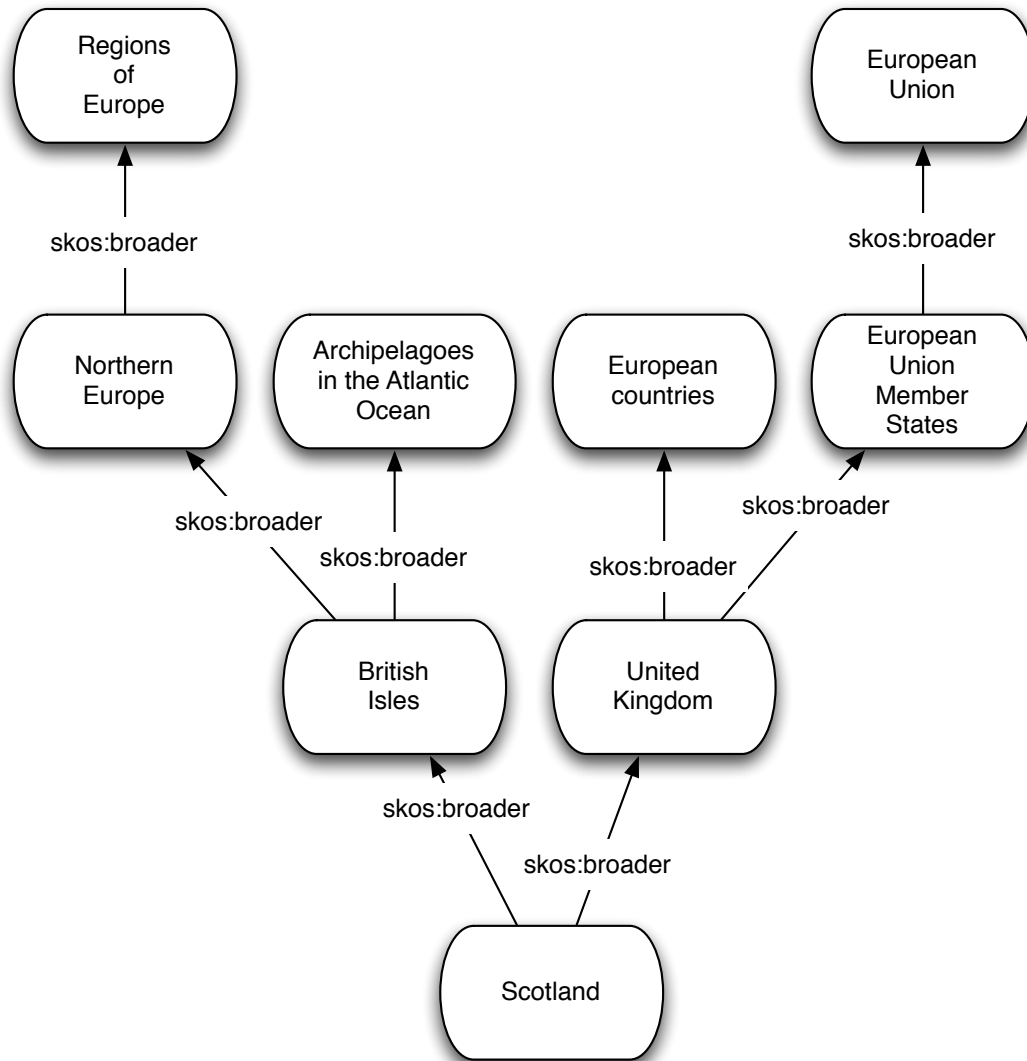 Regions
of
Europe
European
Union
skos:broader
skos:broader
Northern
Europe
Archipelagoes
in the Atlantic
Ocean
European
countries
European
Union
Member
States
skos:broader
skos:broader
skos:broader
skos:broader
British
Isles
United
Kingdom
skos:broader
skos:broader
Scotland